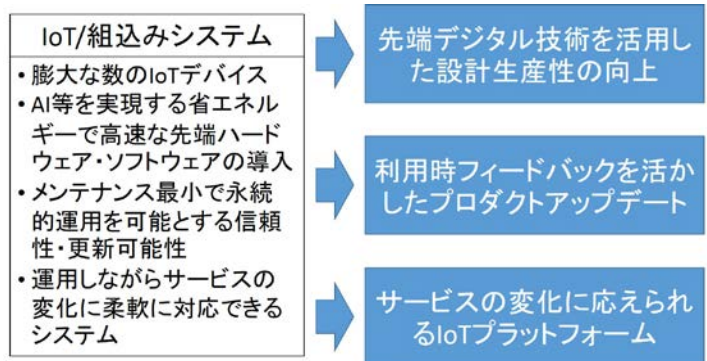 IoT/組込みシステム
• 膨大な数のIoTデバイス
• AI等を実現する省エネル
ギーで高速な先端ハード
ウェア・ソフトウェアの導入
• メンテナンス最小で永続
的運用を可能とする信頼
性・更新可能性
• 運用しながらサービスの
変化に柔軟に対応できる
システム
先端デジタル技術を活用し
た設計生産性の向上
利用時フィードバックを活か
したプロダクトアップデート
サービスの変化に応えられ
るIoTプラットフォーム